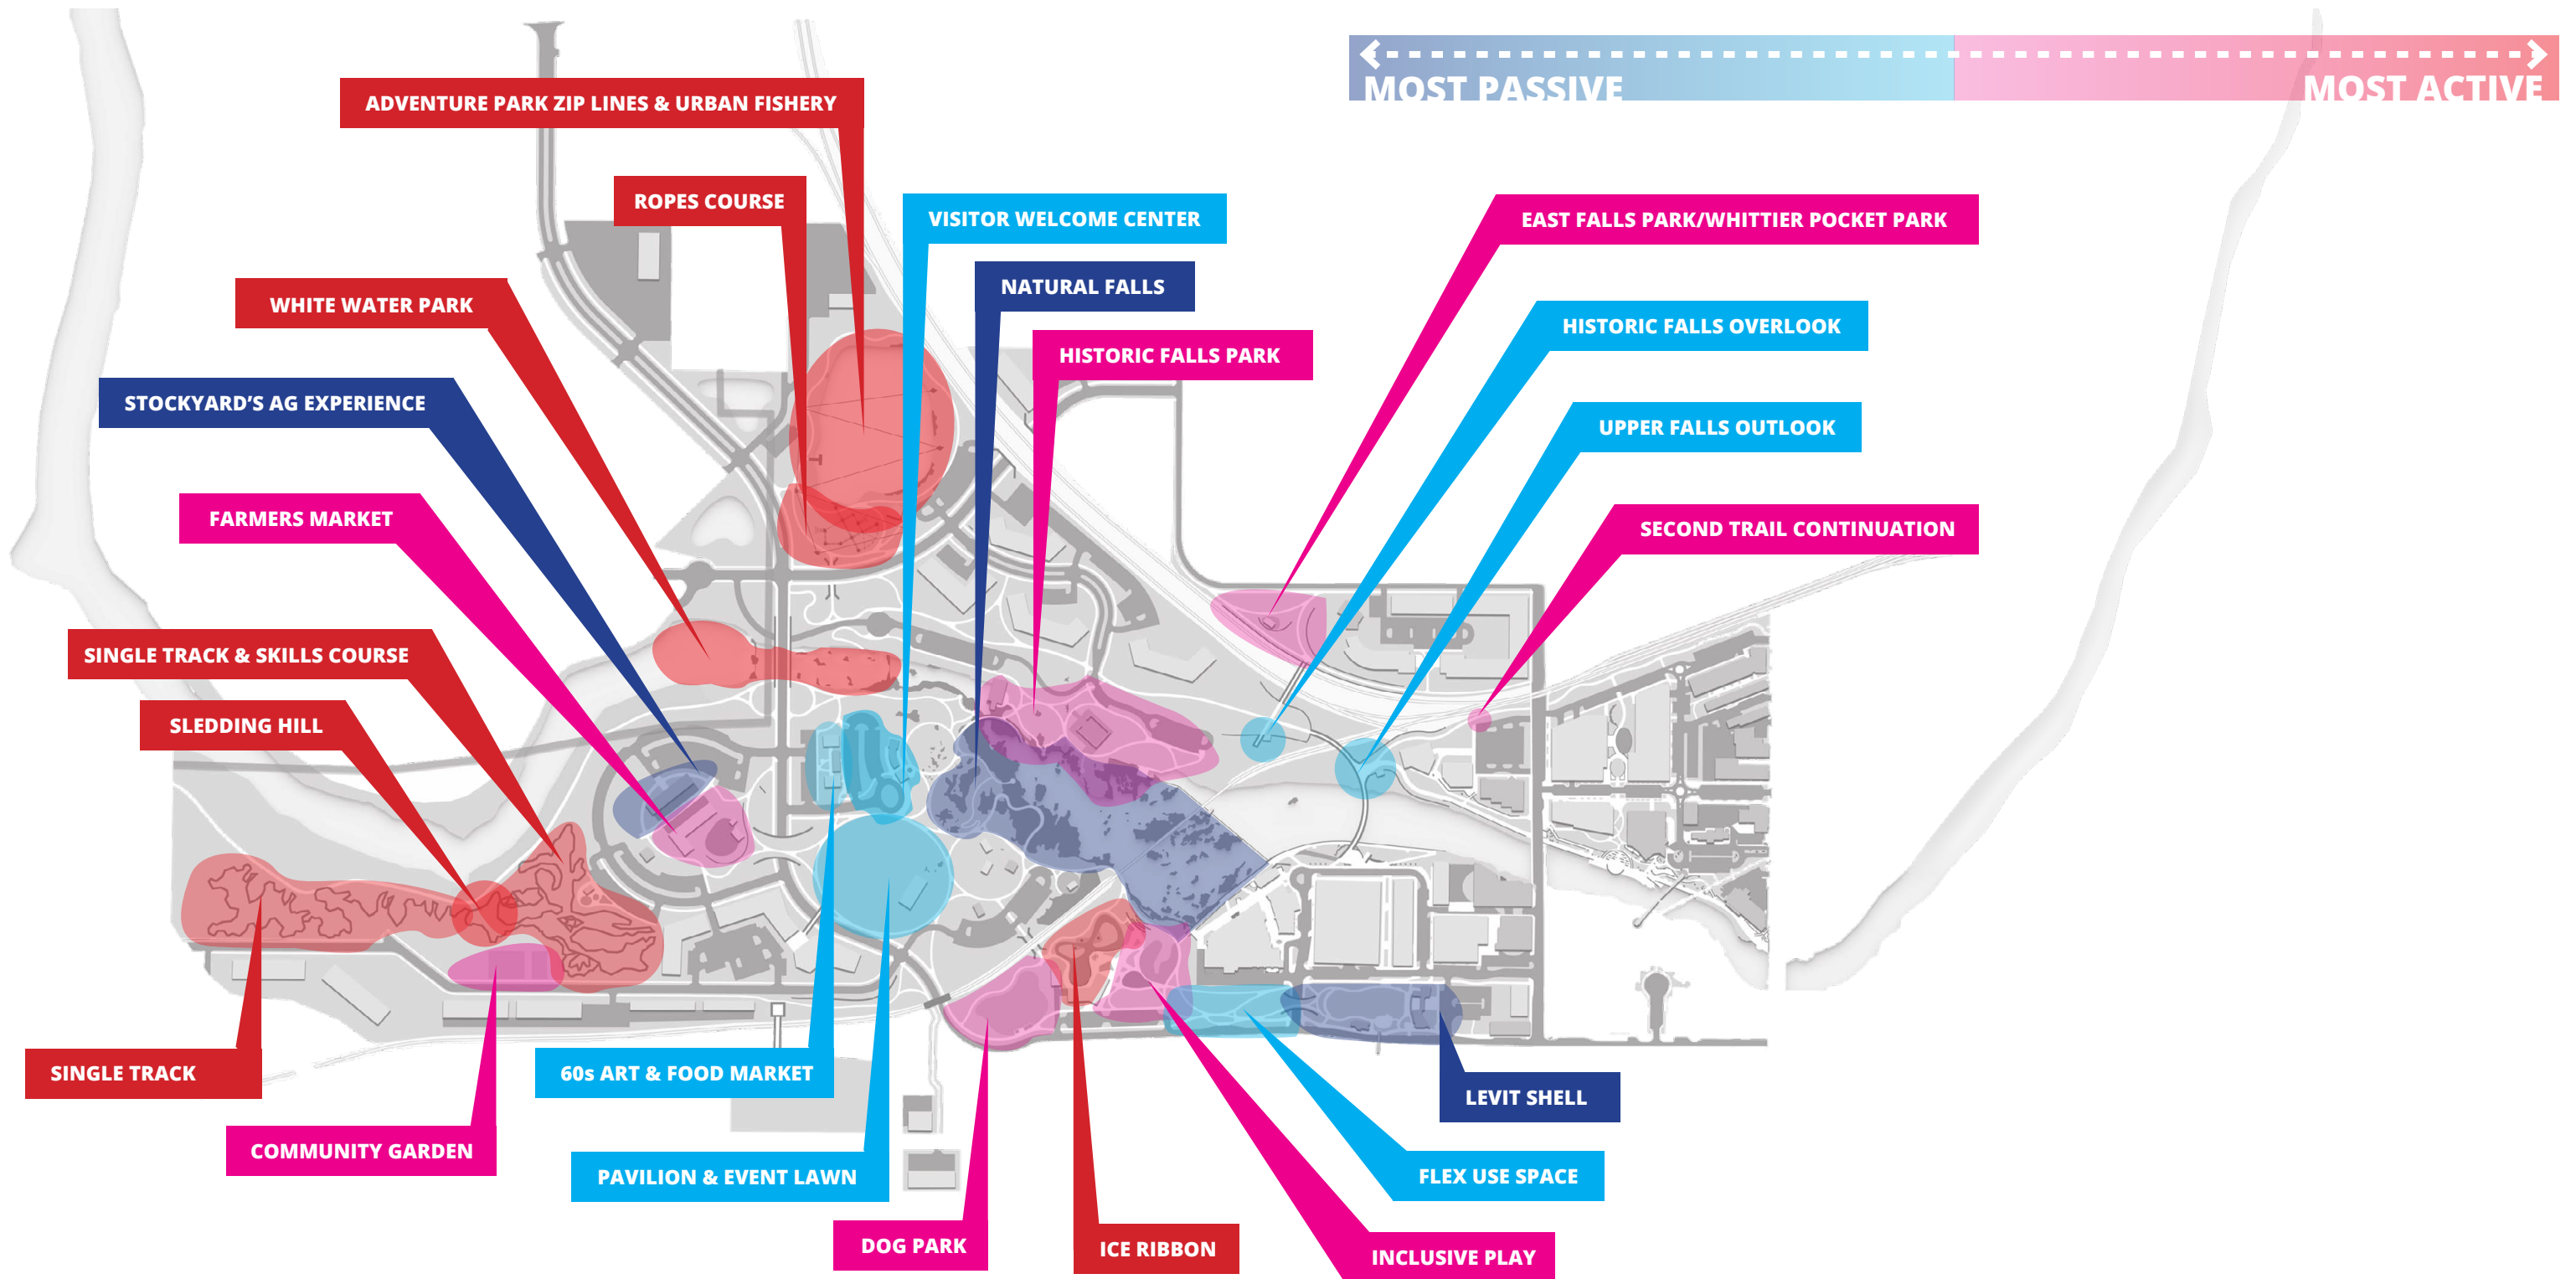 MOST PASSIVE
MOST ACTIVE
ADVENTURE PARK ZIP LINES & URBAN FISHERY
ROPES COURSE
VISITOR WELCOME CENTER
EAST FALLS PARK/WHITTIER POCKET PARK
NATURAL FALLS
WHITE WATER PARK
HISTORIC FALLS OVERLOOK
HISTORIC FALLS PARK
STOCKYARD'S AG EXPERIENCE
UPPER FALLS OUTLOOK
FARMERS MARKET
SECOND TRAIL CONTINUATION
SINGLE TRACK & SKILLS COURSE
SLEDDING HILL
SINGLE TRACK
60s ART & FOOD MARKET
LEVIT SHELL
COMMUNITY GARDEN
PAVILION & EVENT LAWN
FLEX USE SPACE
DOG PARK
ICE RIBBON
INCLUSIVE PLAY